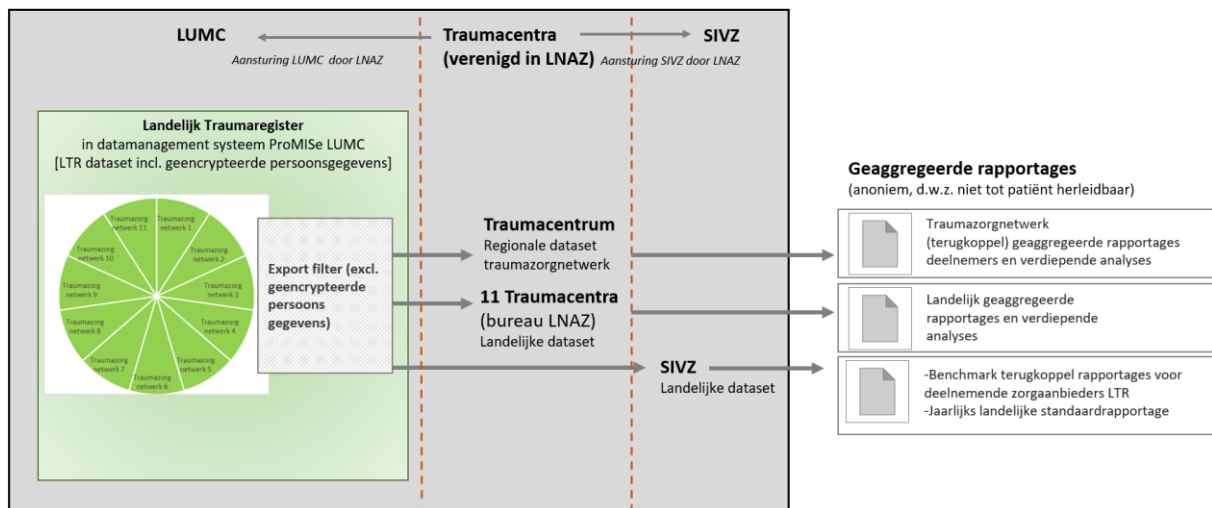 LUMC
Traumacentra
(verenigd in LNAZ)
SIVZ
Aansturing LUMC door LNAZ
Aansturing SIVZ door LNAZ
Landelijk Traumaregister
in datamanagement systeem ProMISe LUMC
[LTR dataset incl. geencrypteerde persoonsgegevens]
Traumazorg
netwerk 11
Traumazorg
netwerk 1
Traumazorg
netwerk 10
Traumazorg
netwerk 2
Traumazorg
netwerk 9
Traumazorg
netwerk 3
Traumazorg
netwerk 8
Traumazorg
netwerk 4
Traumazorg
netwerk 7
Traumazorg
netwerk 5
Traumazorg
netwerk 6
Export filter (excl.
geencrypteerde
persoons
gegevens)
Traumacentrum
Regionale dataset
traumazorgnetwerk
11 Traumacentra
(bureau LNAZ)
Landelijke dataset
SIVZ
Landelijke dataset
Geaggregeerde rapportages
(anoniem, d.w.z. niet tot patiënt herleidbaar)
Traumazorgnetwerk
(terugkoppel) geaggregeerde rapportages
deelnemers en verdiepende analyses
Landelijk geaggregeerde
rapportages en verdiepende
analyses
-Benchmark terugkoppel rapportages voor
deelnemende zorgaanbieders LTR
-Jaarlijks landelijke standaardrapportage